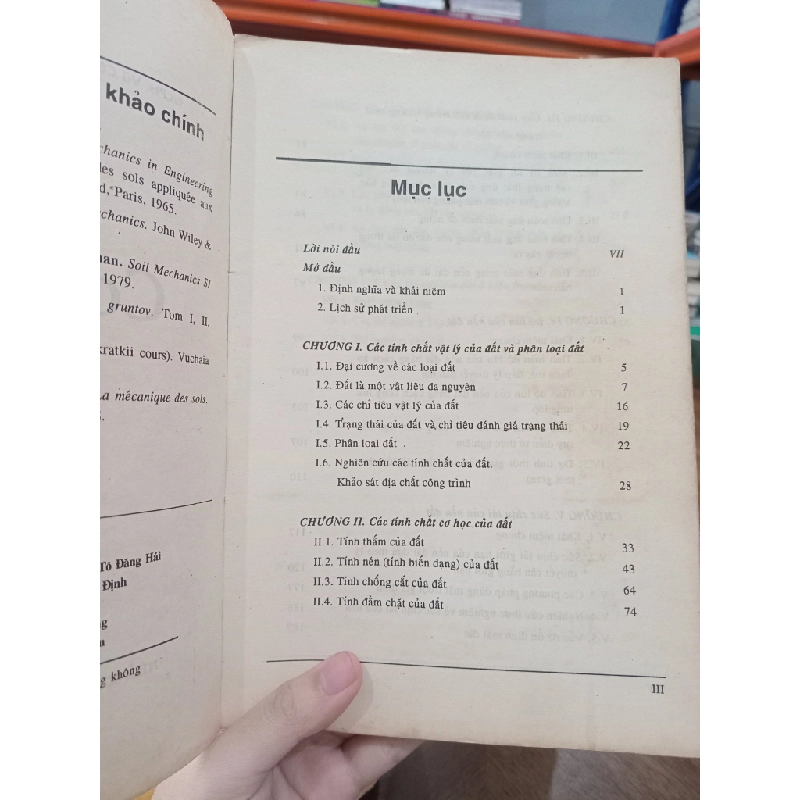 khảo chính
chanics in Engineering
des sols appliquée aux
Paris, 1965.
chanics. John Wiley &
man. Soil Mechanics SI
1979.
gruntov. Tom I, II.
kratkii cours). Vuchaia
La mécanique des sols.
Tô Đăng Hải
Định
g không
Mục lục
Lời nói đầu VII
Mở đầu
1. Định nghĩa và khái niệm 1
2. Lịch sử phát triển . 1
CHƯƠNG I. Các tính chất vật lý của đất và phân loại đất
I.1. Đại cương về các loại đất 5
I.2. Đất là một vật liệu đa nguyên 7
I.3. Các chỉ tiêu vật lý của đất 16
I.4. Trạng thái của đất và chỉ tiêu đánh giá trạng thái 19
I.5. Phân loại đất . 22
I.6. Nghiên cứu các tính chất của đất.
Khảo sát địa chất công trình 28
CHƯƠNG II. Các tính chất cơ học của đất
II.1. Tính thấm của đất 33
II.2. Tính nén (tính biến dạng) của đất 43
II.3. Tính chống cắt của đất 64
II.4. Tính đầm chặt của đất 74
III